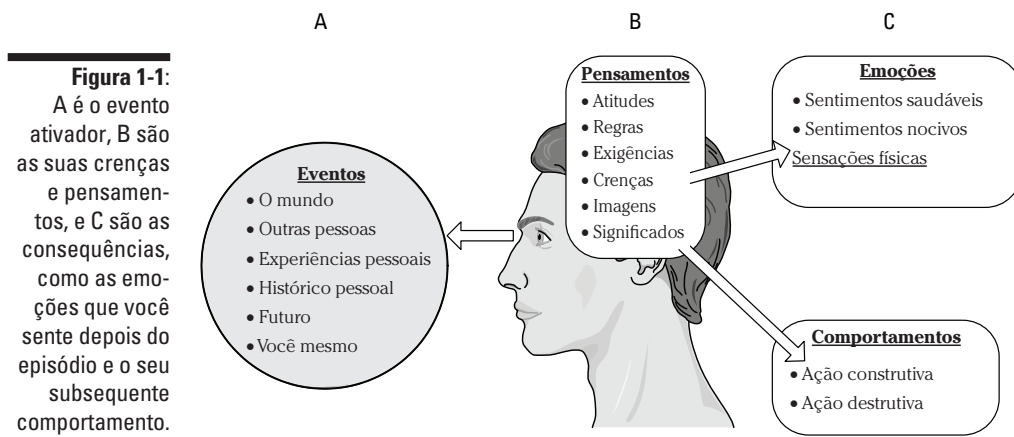 A
B
C
Figura 1-1:
A é o evento
ativador, B são
as suas crenças
e pensamen-
tos, e C são as
consequências,
como as emo-
ções que você
sente depois do
episódio e o seu
subsequente
comportamento.
Eventos
• O mundo
• Outras pessoas
• Experiências pessoais
• Histórico pessoal
• Futuro
• Você mesmo
Pensamentos
• Atitudes
• Regras
• Exigências
• Crenças
• Imagens
• Significados
Emoções
• Sentimentos saudáveis
• Sentimentos nocivos
Sensações físicas
Comportamentos
• Ação construtiva
• Ação destrutiva